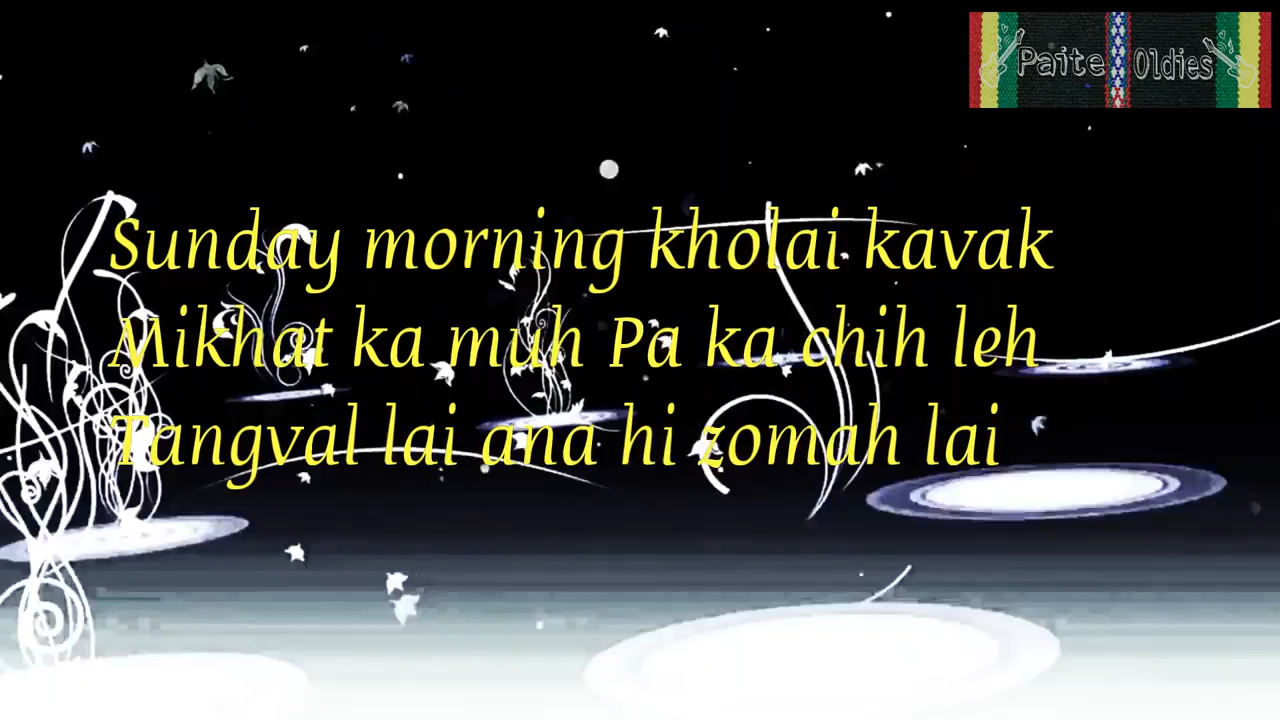 Paite Oldies
Sunday morning kholai kavak
Mikhat ka muh Pa ka chih leh
Tangval lai ana hi zomah lai